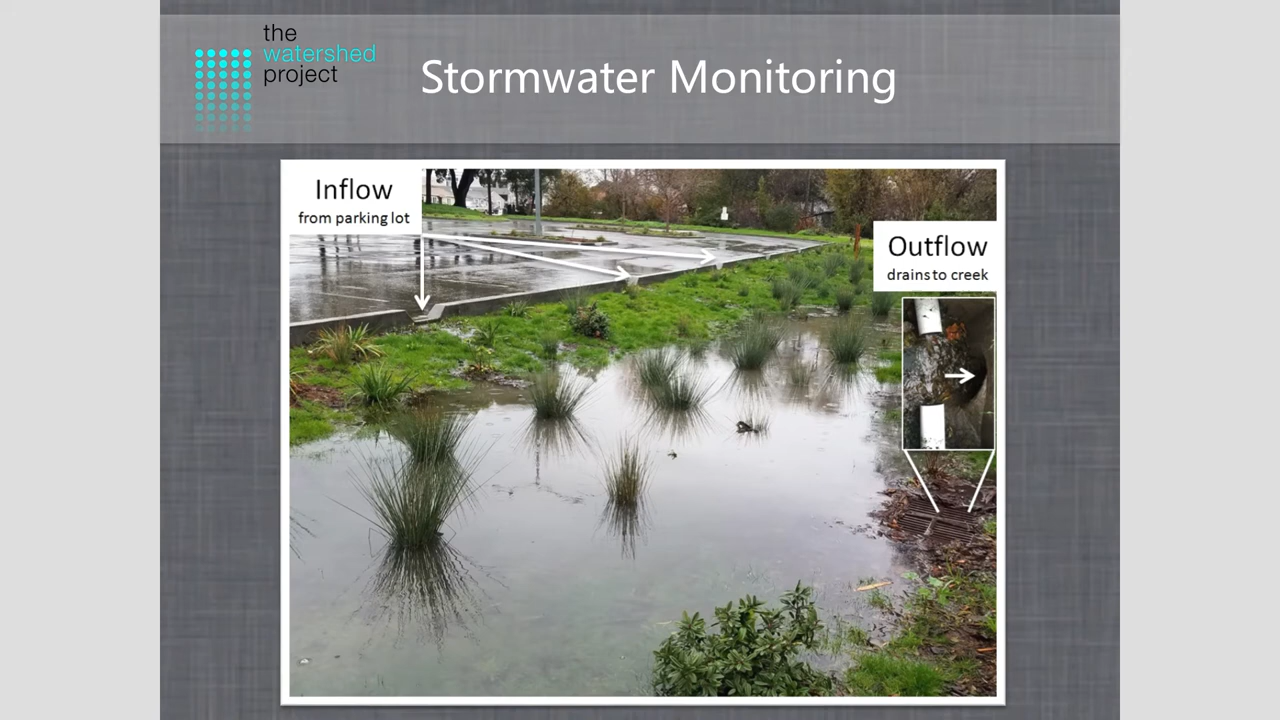 the
watershed
project
Stormwater Monitoring
Inflow
from parking lot
Outflow
drains to creek